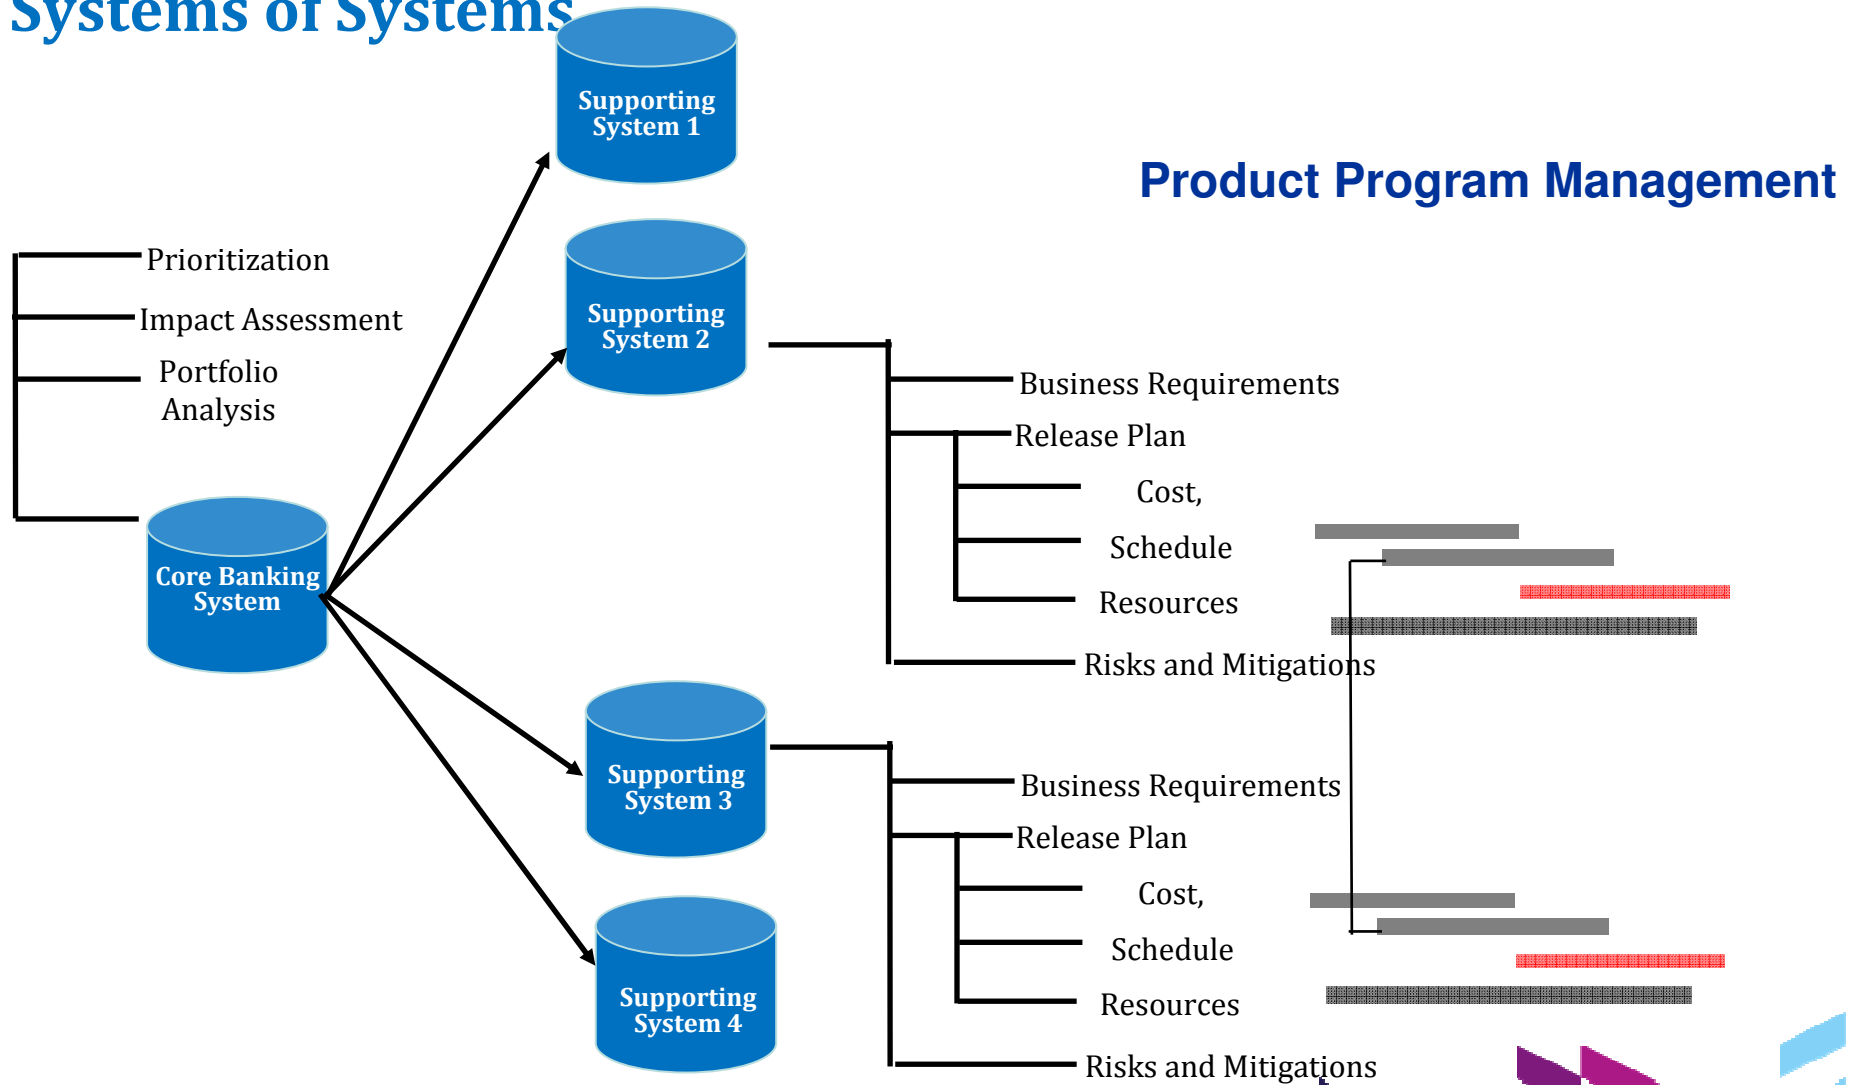 Systems of Systems
Supporting
System 1
Product Program Management
Prioritization
Impact Assessment
Portfolio
Analysis
Supporting
System 2
Business Requirements
Release Plan
Cost,
Schedule
Resources
Risks and Mitigations
Core Banking
System
Supporting
System 3
Business Requirements
Release Plan
Cost,
Schedule
Resources
Risks and Mitigations
Supporting
System 4